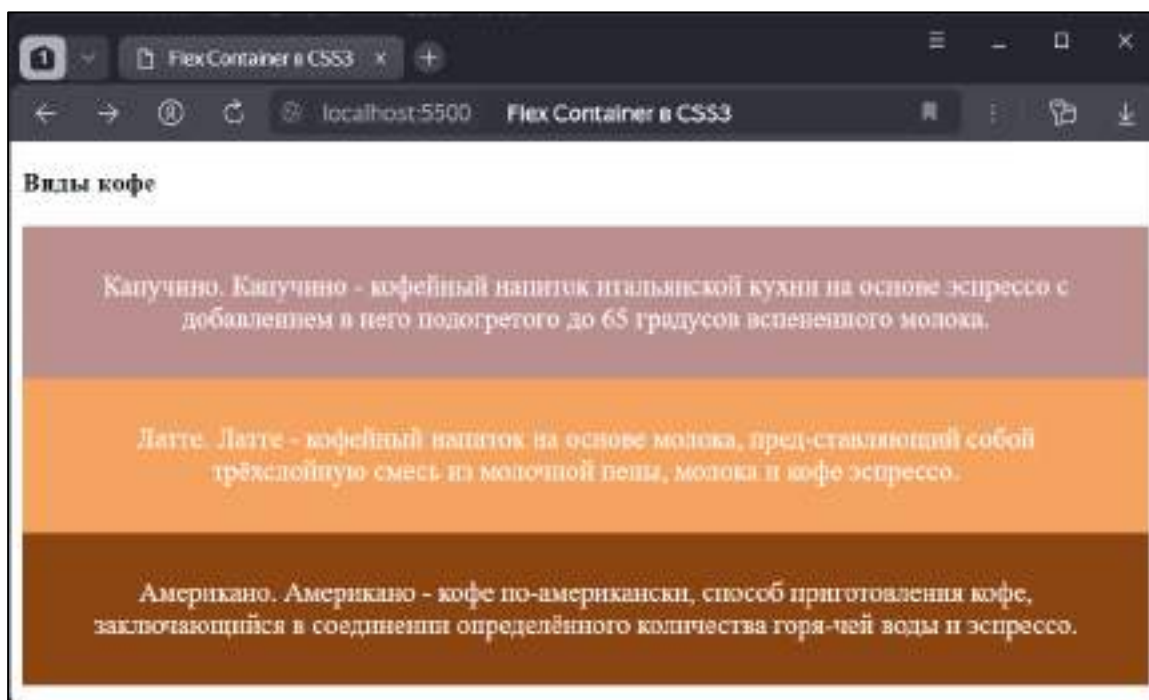 1 Flex Container в CSS3
localhost:5500 Flex Container в CSS3
Виды кофе
Капучино. Капучино - кофейный напиток итальянской кухни на основе эспрессо с
добавлением в него подогретого до 65 градусов вспененного молока.
Латте. Латте - кофейный напиток на основе молока, пред-ставляющий собой
трёхслойную смесь из молочной пены, молока и кофе эспрессо.
Американо. Американо - кофе по-американски, способ приготовления кофе,
заключающийся в соединении определённого количества горя-чей воды и эспрессо.